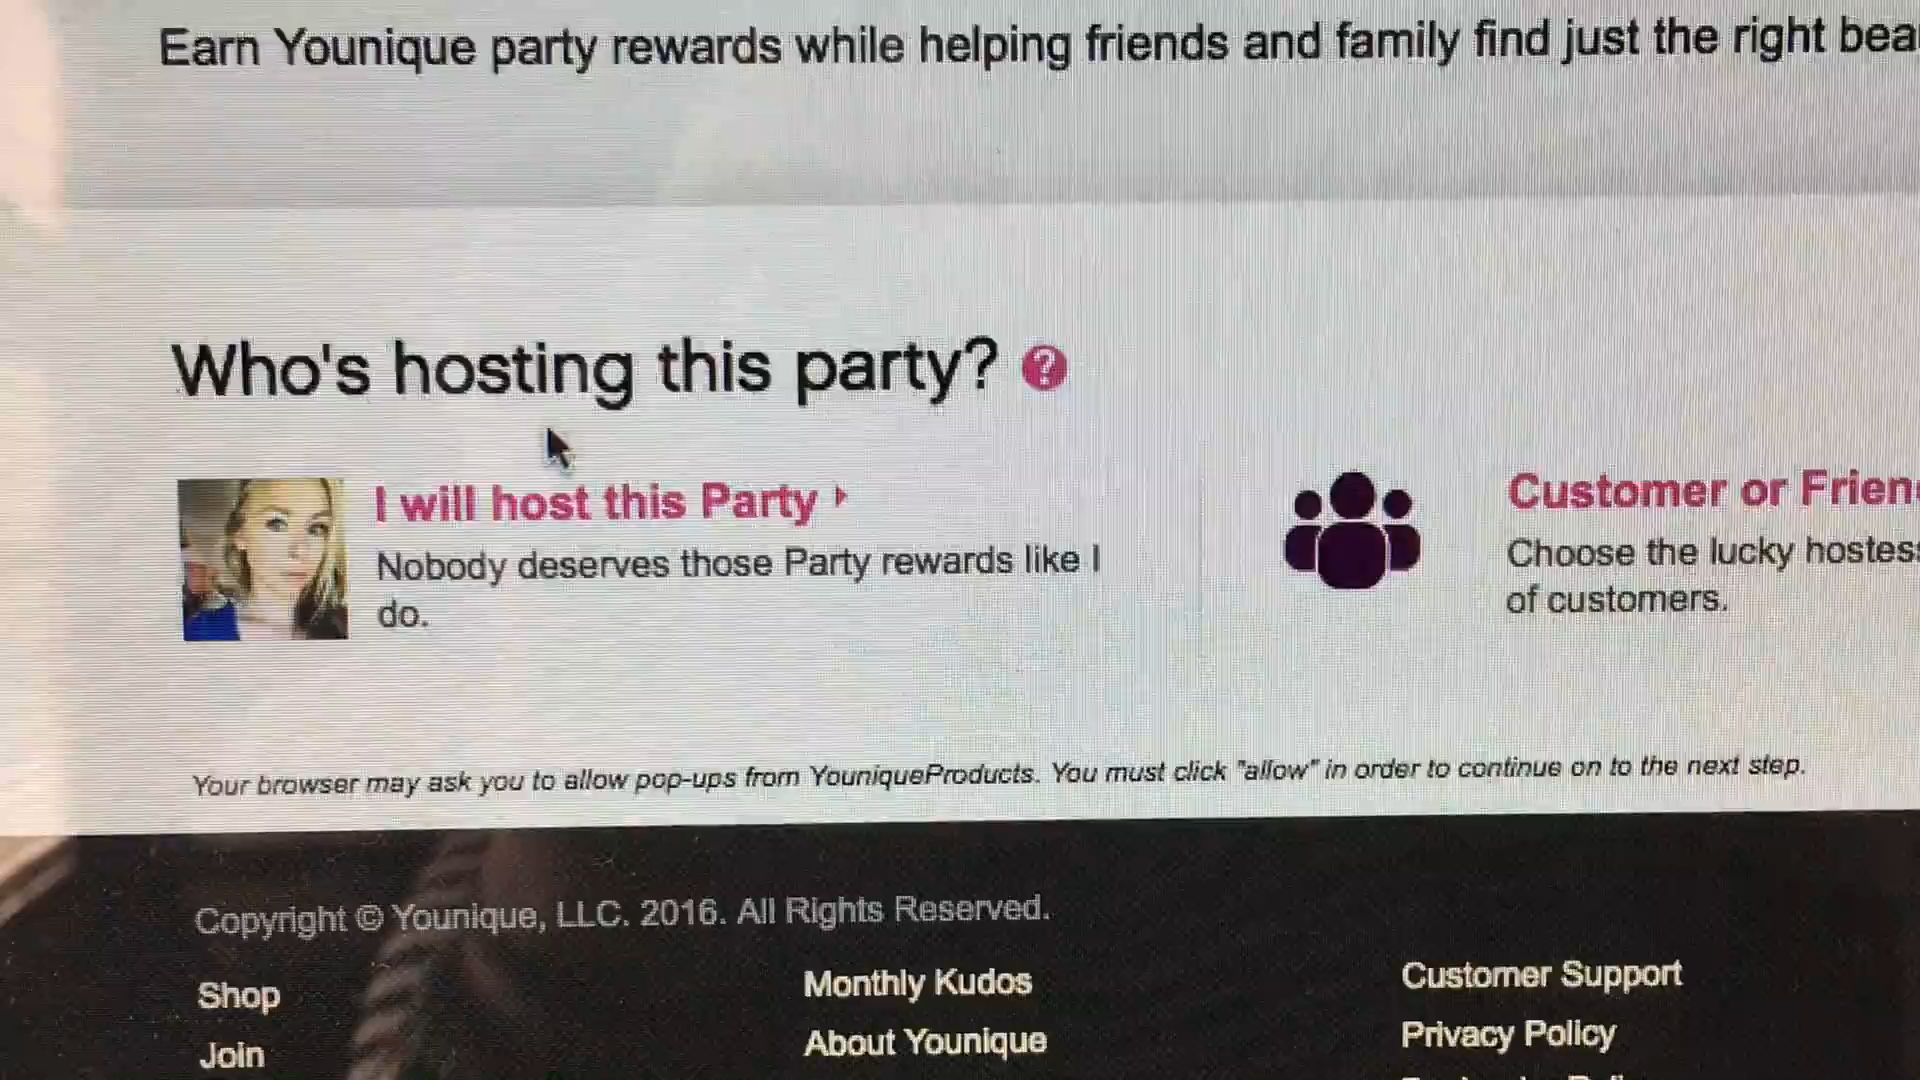 Earn Younique party rewards while helping friends and family find just the right
Who's hosting this party? ?
I will host this Party
Nobody deserves those Party rewards like I
do.
Customer or
Choose the lucky
of customers.
Your browser may ask you to allow pop-ups from YouniqueProducts. You must click "allow" in order to continue on to the next step.
Copyright © Younique, LLC. 2016. All Rights Reserved.
Shop
Monthly Kudos
Customer Support
Join
About Younique
Privacy Policy